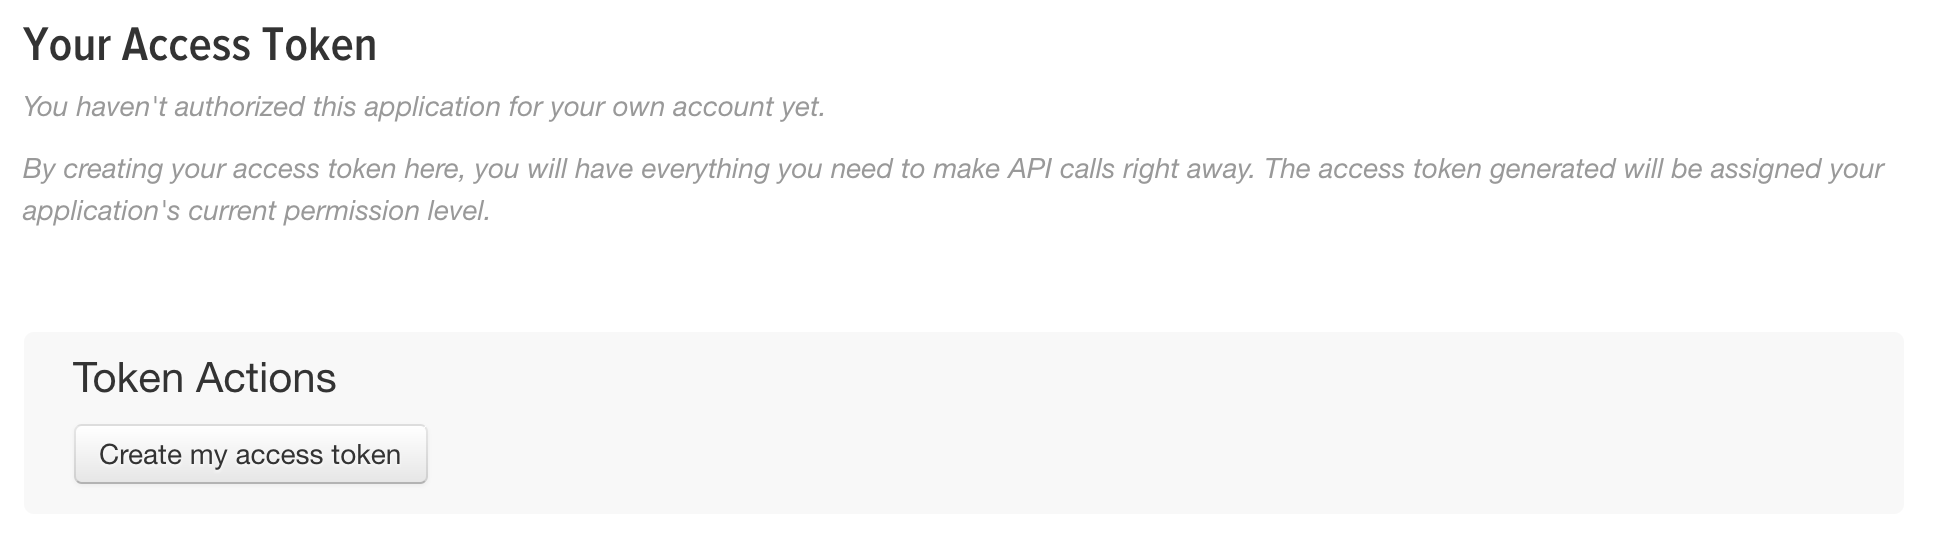 Your Access Token
You haven't authorized this application for your own account yet.
By creating your access token here, you will have everything you need to make API calls right away. The access token generated will be assigned your
application's current permission level.
Token Actions
Create my access token